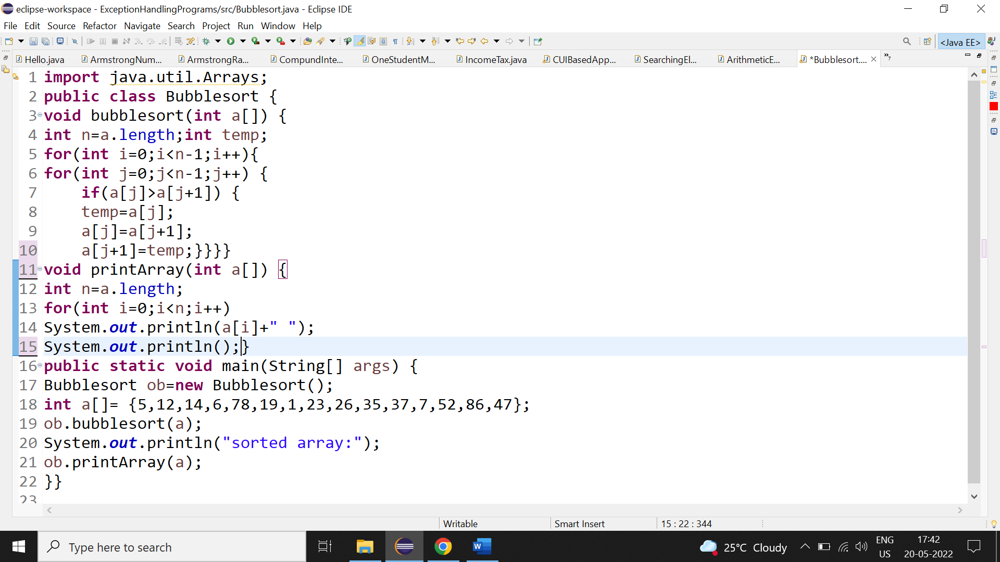 eclipse-workspace - ExceptionHandlingPrograms/src/Bubblesort.java - Eclipse IDE
File Edit Source Refactor Navigate Search Project Run Window Help
<Java EE>
Hello.java ArmstrongNum... ArmstrongRa... CompundInte... OneStudentM... IncomeTax.java CUIBasedApp... SearchingEl... ArithmeticE... *Bubblesort.... »7
1 import java.util.Arrays;
2 public class Bubblesort {
3 void bubblesort(int a[]) {
4 int n=a.length;int temp;
5 for(int i=0;i<n-1;i++){
6 for(int j=0;j<n-1;j++) {
7 if(a[j]>a[j+1]) {
8 temp=a[j];
9 a[j]=a[j+1];
10 a[j+1]=temp;}}}}
11 void printArray(int a[]) {
12 int n=a.length;
13 for(int i=0;i<n;i++)
14 System.out.println(a[i]+" ");
15 System.out.println();}
16 public static void main(String[] args) {
17 Bubblesort ob=new Bubblesort();
18 int a[]= {5,12,14,6,78,19,1,23,26,35,37,7,52,86,47};
19 ob.bubblesort(a);
20 System.out.println("sorted array:");
21 ob.printArray(a);
22 }}
23
Writable Smart Insert 15 : 22 : 344
Type here to search
25°C Cloudy
ENG
US
17:42
20-05-2022